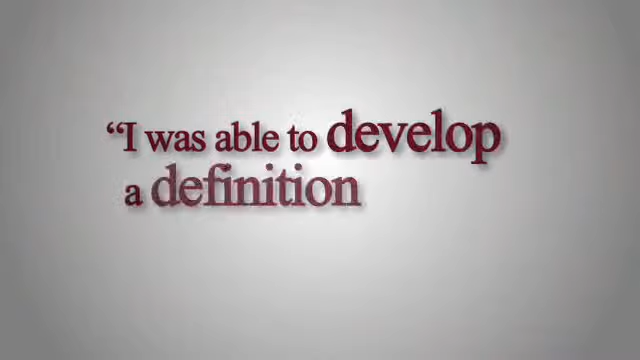 “I was able to develop
a definition